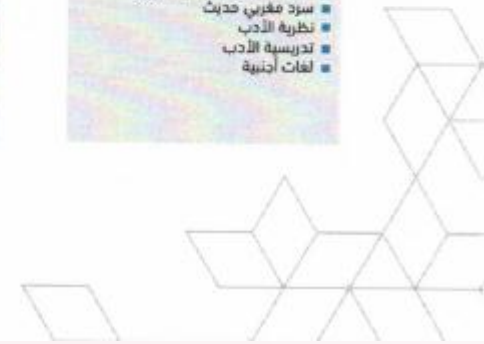 ▪ سرد مغربي حديث
▪ نظرية الأدب
▪ تدريسية الأدب
▪ لغات أجنبية